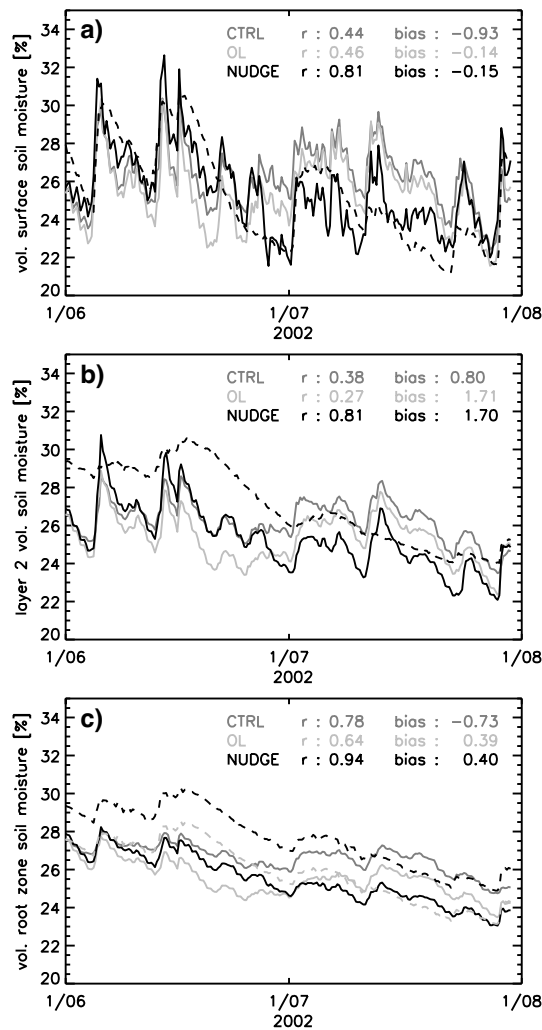 a)
CTRL r : 0.44 bias : −0.93
OL r : 0.46 bias : −0.14
NUDGE r : 0.81 bias : −0.15
vol. surface soil moisture [%]
34
32
30
28
26
24
22
20
1/06 1/07 1/08
2002
b)
CTRL r : 0.38 bias : 0.80
OL r : 0.27 bias : 1.71
NUDGE r : 0.81 bias : 1.70
layer 2 vol. soil moisture [%]
34
32
30
28
26
24
22
20
1/06 1/07 1/08
2002
c)
CTRL r : 0.78 bias : −0.73
OL r : 0.64 bias : 0.39
NUDGE r : 0.94 bias : 0.40
vol. root zone soil moisture [%]
34
32
30
28
26
24
22
20
1/06 1/07 1/08
2002